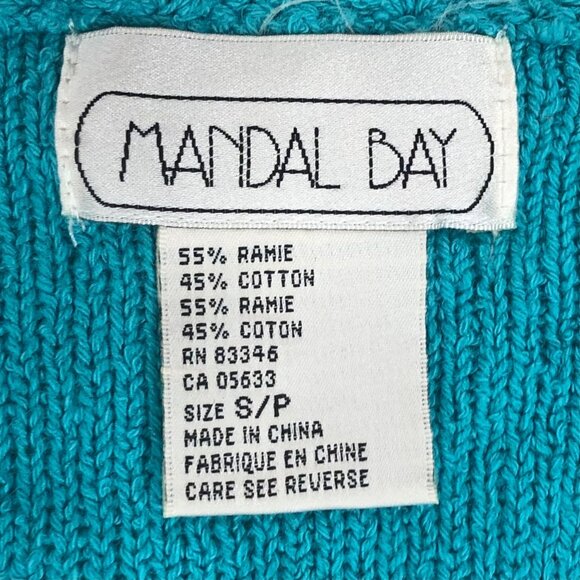 MANDAL BAY
55% RAMIE
45% COTTON
55% RAMIE
45% COTON
RN 83346
CA 05633
SIZE S/P
MADE IN CHINA
FABRIQUE EN CHINE
CARE SEE REVERSE